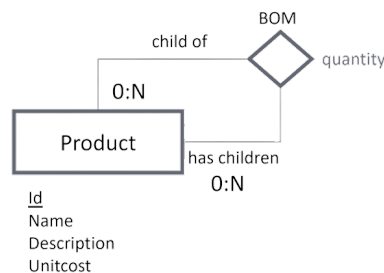 BOM
child of
quantity
0:N
Product
has children
0:N
Id
Name
Description
Unitcost